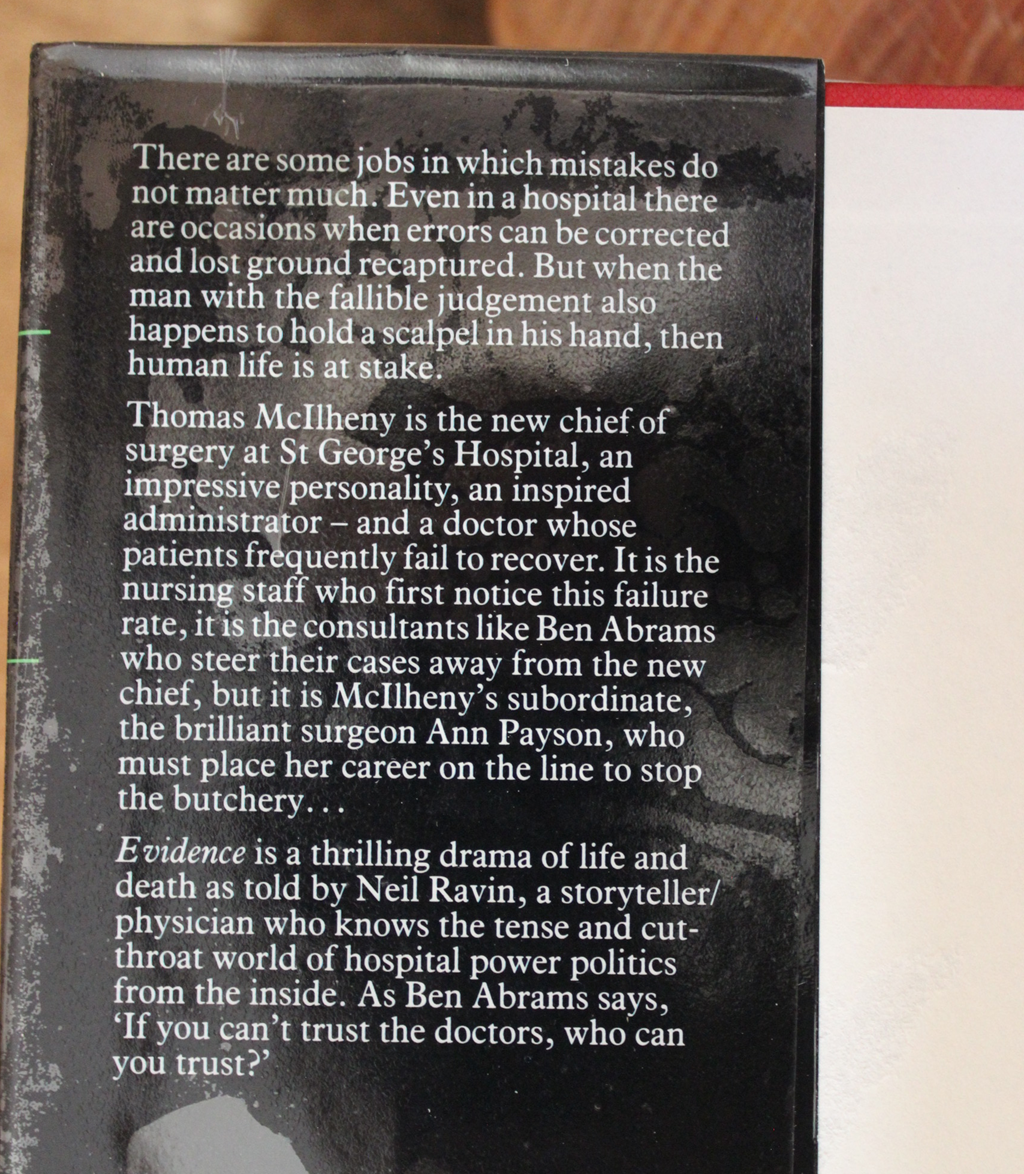 There are some jobs in which mistakes do
not matter much. Even in a hospital there
are occasions when errors can be corrected
and lost ground recaptured. But when the
man with the fallible judgement also
happens to hold a scalpel in his hand, then
human life is at stake.
Thomas McIlheny is the new chief of
surgery at St George's Hospital, an
impressive personality, an inspired
administrator – and a doctor whose
patients frequently fail to recover. It is the
nursing staff who first notice this failure
rate, it is the consultants like Ben Abrams
who steer their cases away from the new
chief, but it is McIlheny's subordinate,
the brilliant surgeon Ann Payson, who
must place her career on the line to stop
the butchery...
Evidence is a thrilling drama of life and
death as told by Neil Ravin, a storyteller/
physician who knows the tense and cut-
throat world of hospital power politics
from the inside. As Ben Abrams says,
‘If you can't trust the doctors, who can
you trust?’